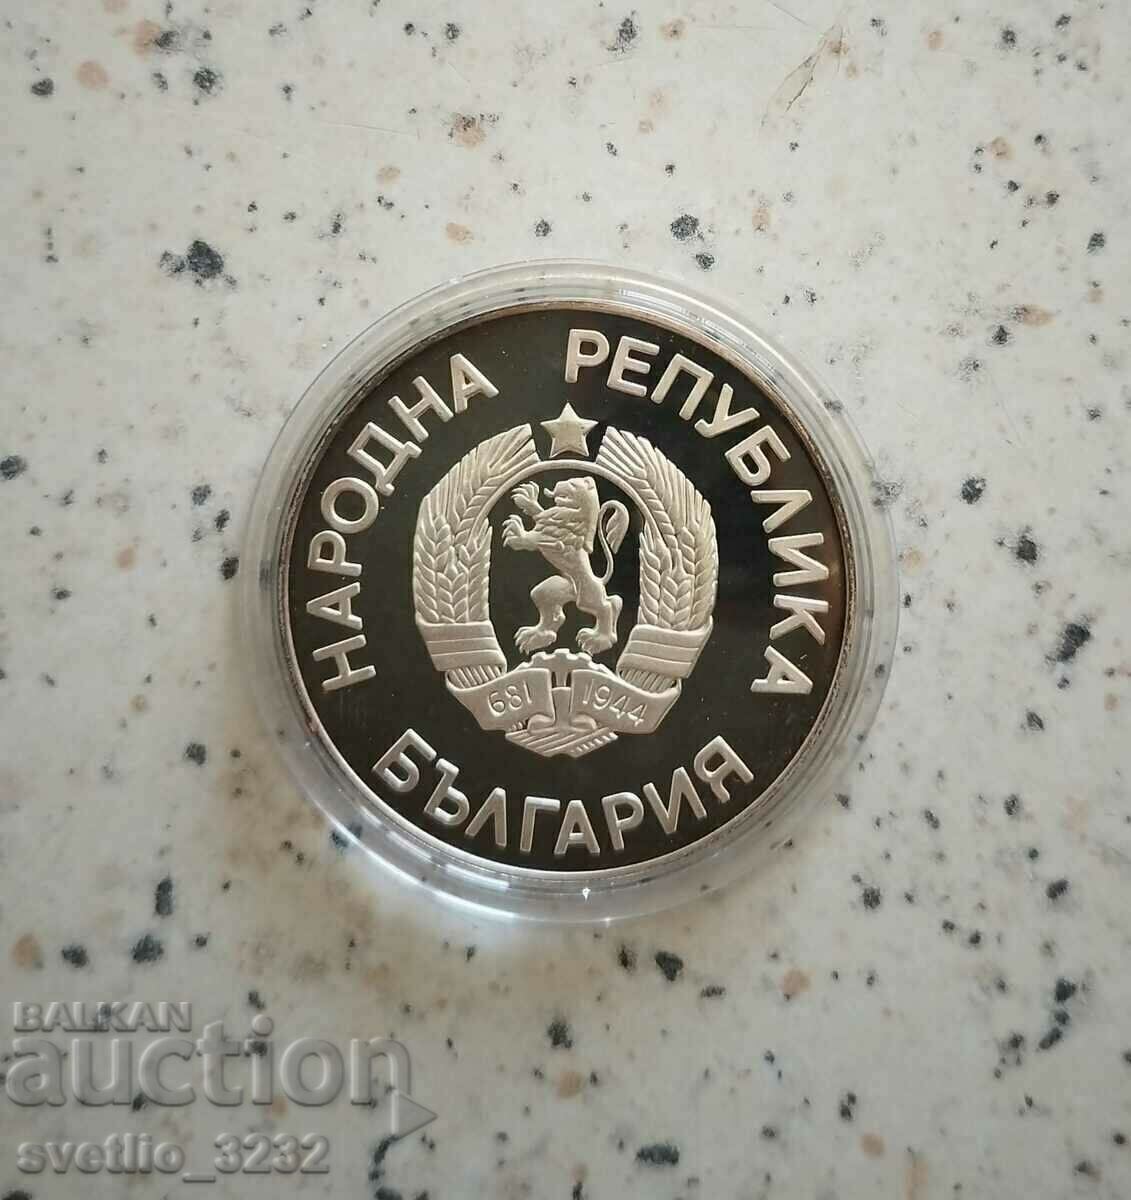 НАРОДНА РЕПУБЛИКА
БЪЛГАРИЯ
681 1944
BALKAN
auction
svetlio_3232